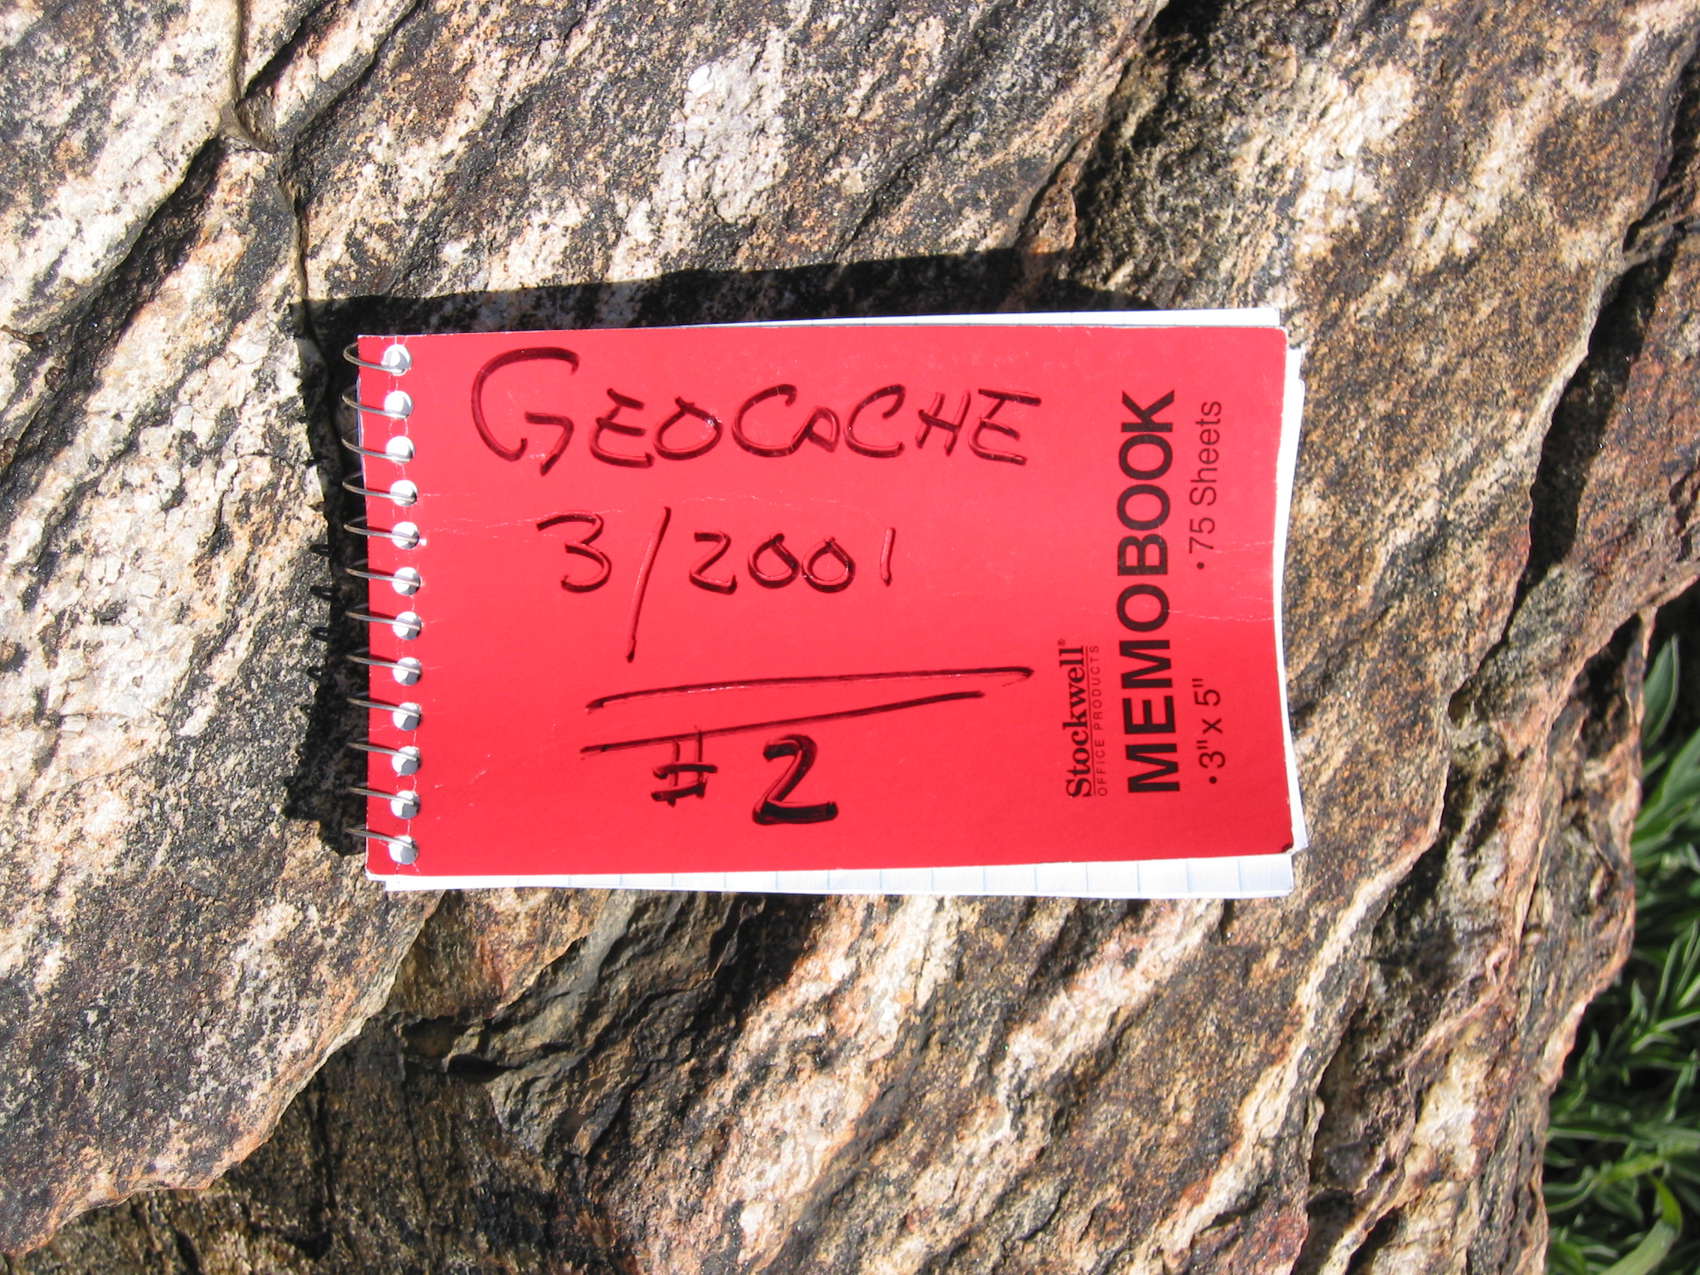 GEOCACHE
3/2001
# 2
Stockwell®
OFFICE PRODUCTS
MEMOBOOK
• 3" x 5" • 75 Sheets